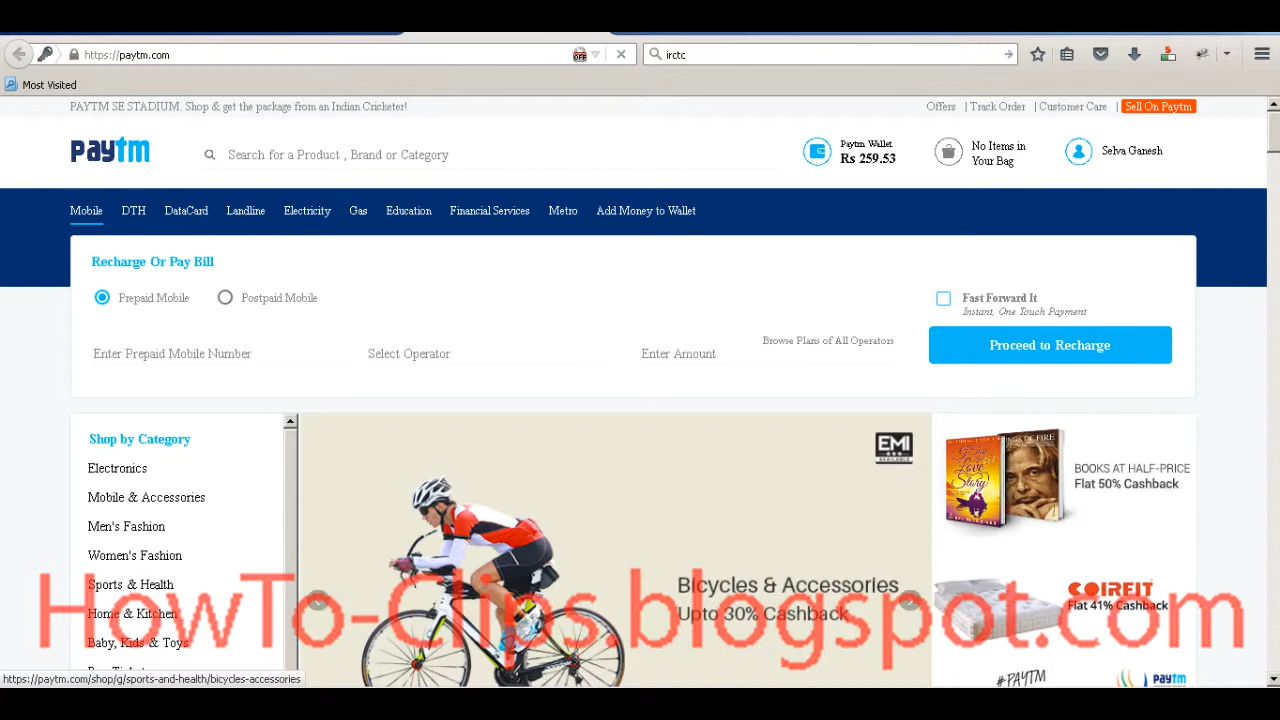 https://paytm.com
OFF
irctc
Most Visited
PAYTM SE STADIUM. Shop & get the package from an Indian Cricketer!
Offers | Track Order | Customer Care | Sell On Paytm
paytm
Search for a Product , Brand or Category
Paytm Wallet
Rs 259.53
No Items in
Your Bag
Selva Ganesh
Mobile DTH DataCard Landline Electricity Gas Education Financial Services Metro Add Money to Wallet
Recharge Or Pay Bill
Prepaid Mobile Postpaid Mobile
Fast Forward It
Instant, One Touch Payment
Enter Prepaid Mobile Number Select Operator Enter Amount Browse Plans of All Operators
Proceed to Recharge
Shop by Category
Electronics
Mobile & Accessories
Men's Fashion
Women's Fashion
Sports & Health
Home & Kitchen
Baby, Kids & Toys
EMI
AVAILABLE
Bicycles & Accessories
Upto 30% Cashback
Love
Story
BOOKS AT HALF-PRICE
Flat 50% Cashback
COIRFIT
Flat 41% Cashback
#PAYTM
paytm
HowTo-Clips.blogspot.com
https://paytm.com/shop/g/sports-and-health/bicycles-accessories